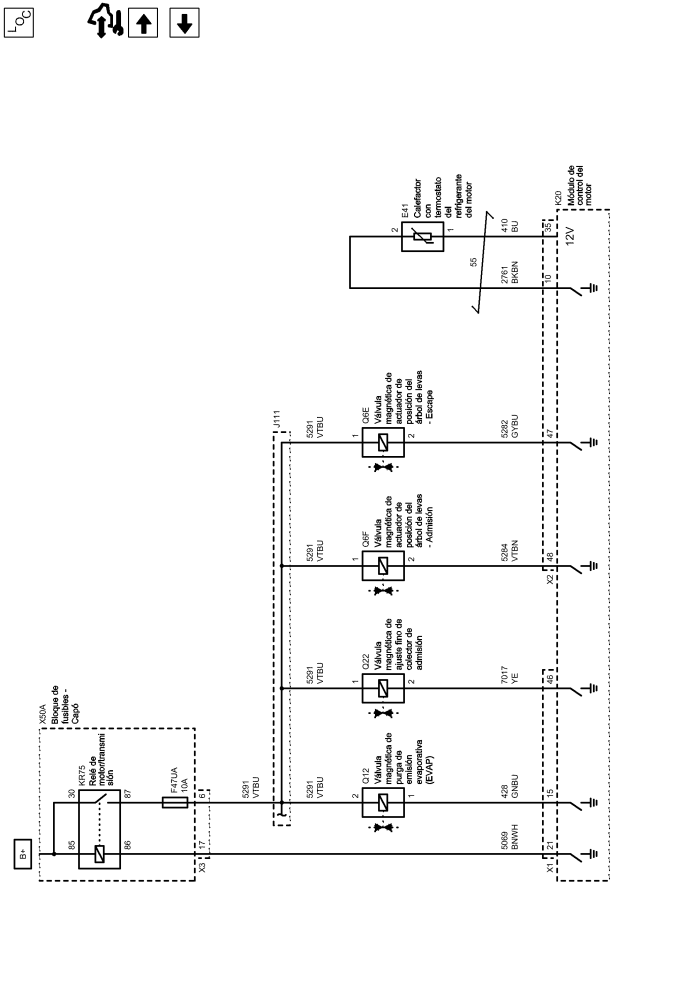 LOC
X50A
Bloque de
fusibles -
Capó
B+
KR75
Relé de
motor/transmi
sión
30
87
85
86
F47UA
10A
6
17
X3
5291
VTBU
J111
5291
VTBU
5291
VTBU
5291
VTBU
5291
VTBU
2
Q12
Válvula
magnética de
purga de
emisión
evaporativa
(EVAP)
1
1
Q22
Válvula
magnética de
ajuste fino de
colector de
admisión
2
1
Q6F
Válvula
magnética de
actuador de
posición del
árbol de levas
- Admisión
2
1
Q6E
Válvula
magnética de
actuador de
posición del
árbol de levas
- Escape
2
2
E41
Calefactor
con
termostato
del
refrigerante
del motor
1
55
5069
BNWH
428
GNBU
7017
YE
5284
VTBN
5282
GYBU
2761
BKBN
410
BU
X1
21
15
46
X2
48
47
10
35
12V
K20
Módulo de
control del
motor